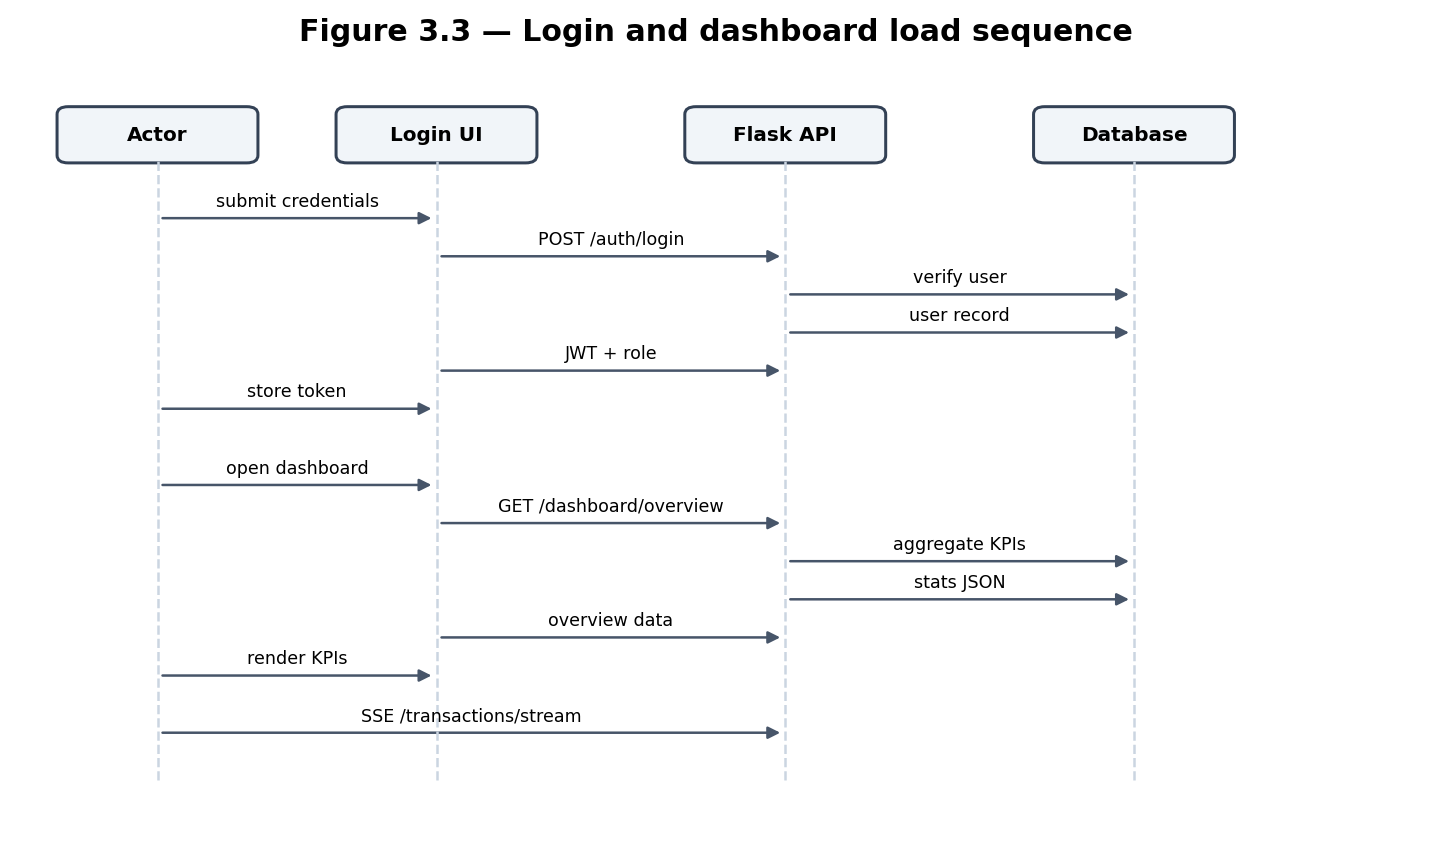 Figure 3.3 — Login and dashboard load sequence
Actor
Login UI
Flask API
Database
submit credentials
POST /auth/login
verify user
user record
JWT + role
store token
open dashboard
GET /dashboard/overview
aggregate KPIs
stats JSON
overview data
render KPIs
SSE /transactions/stream